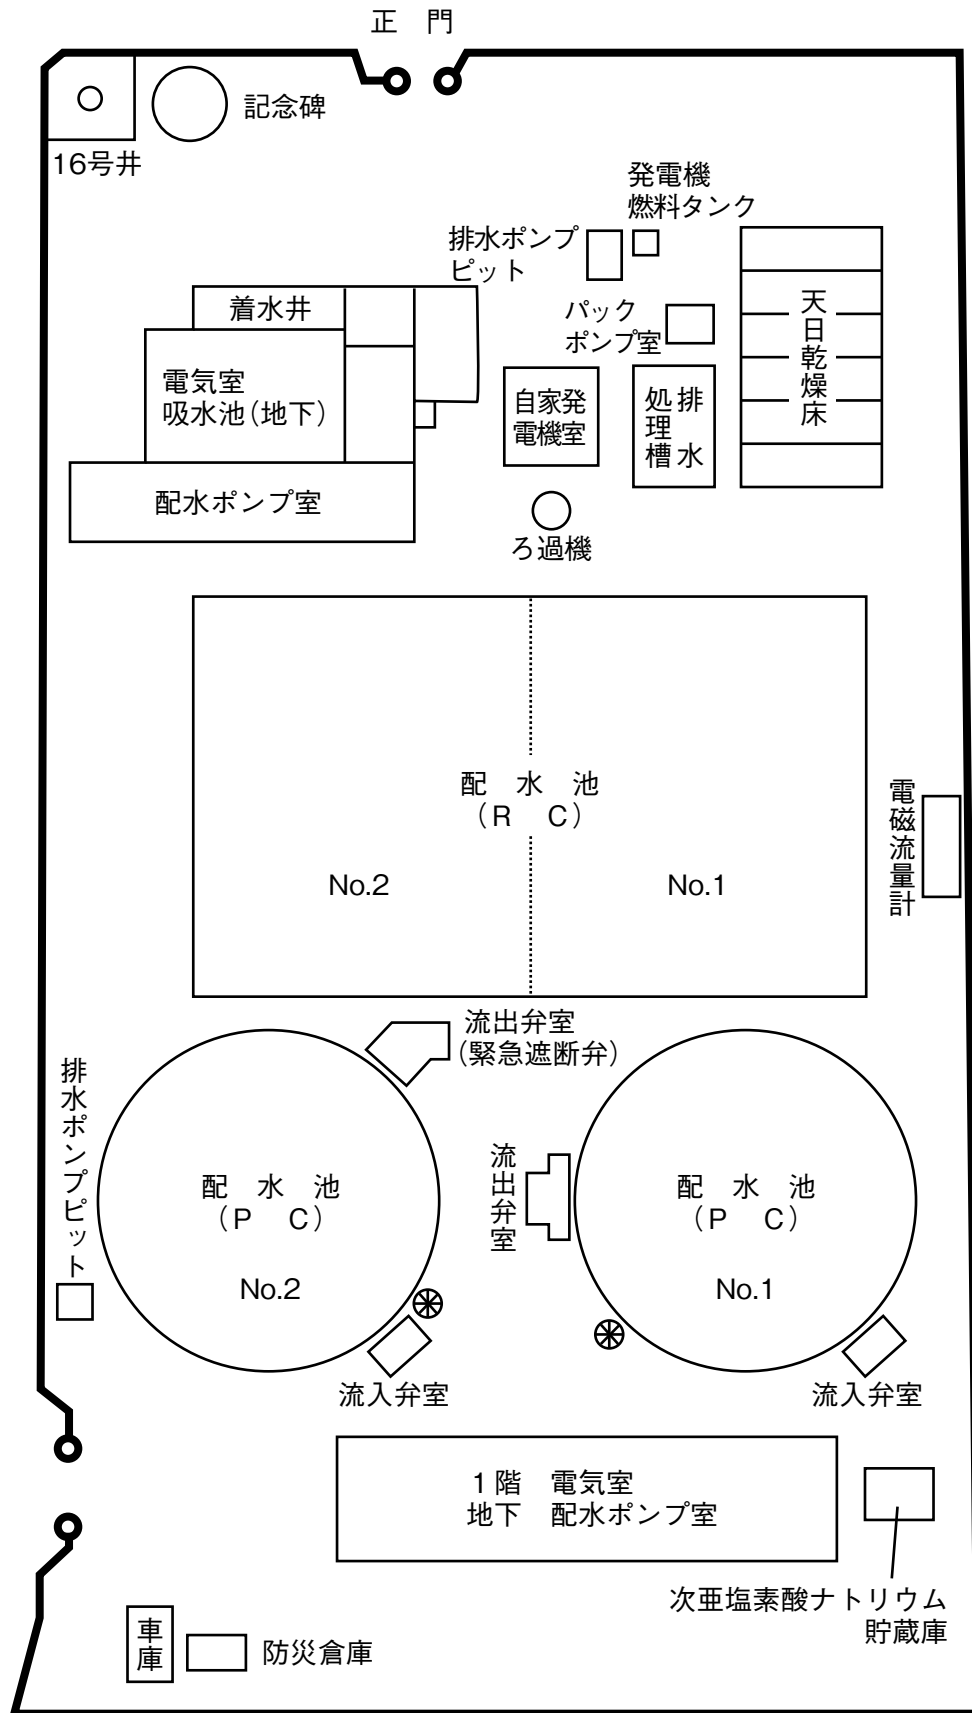 正　門
記念碑
16号井
発電機
燃料タンク
排水ポンプ
ピット
着水井
パック
ポンプ室
天日乾燥床
電気室
吸水池（地下）
自家発
電機室
排水
処理槽
配水ポンプ室
ろ過機
配　水　池
（R　C）
No.2
No.1
電磁流量計
流出弁室
（緊急遮断弁）
排水ポンプピット
流出弁室
配　水　池
（P　C）
No.2
配　水　池
（P　C）
No.1
流入弁室
流入弁室
1階　電気室
地下　配水ポンプ室
次亜塩素酸ナトリウム
貯蔵庫
車庫
防災倉庫